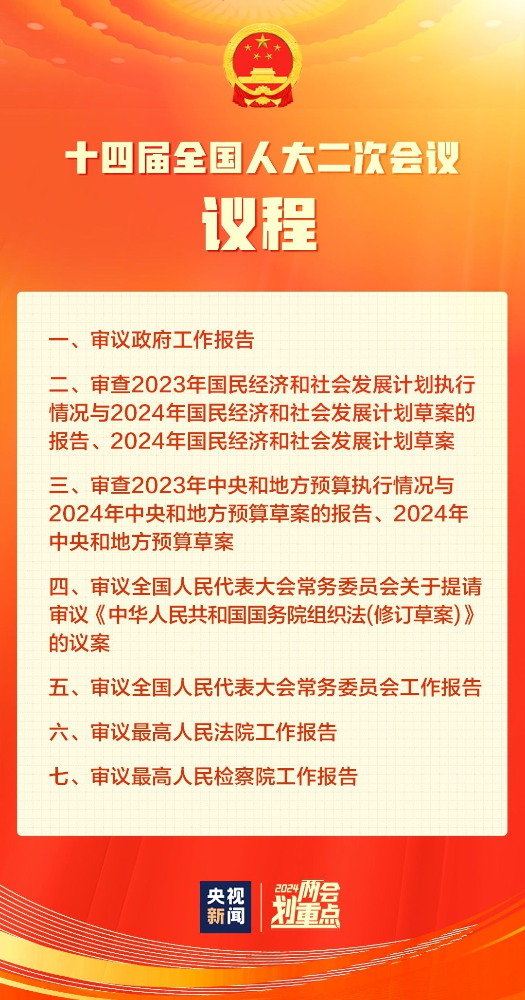 十四届全国人大二次会议
议程
一、审议政府工作报告
二、审查2023年国民经济和社会发展计划执行
情况与2024年国民经济和社会发展计划草案的
报告、2024年国民经济和社会发展计划草案
三、审查2023年中央和地方预算执行情况与
2024年中央和地方预算草案的报告、2024年
中央和地方预算草案
四、审议全国人民代表大会常务委员会关于提请
审议《中华人民共和国国务院组织法(修订草案)》
的议案
五、审议全国人民代表大会常务委员会工作报告
六、审议最高人民法院工作报告
七、审议最高人民检察院工作报告
央视
新闻
2024两会
划重点